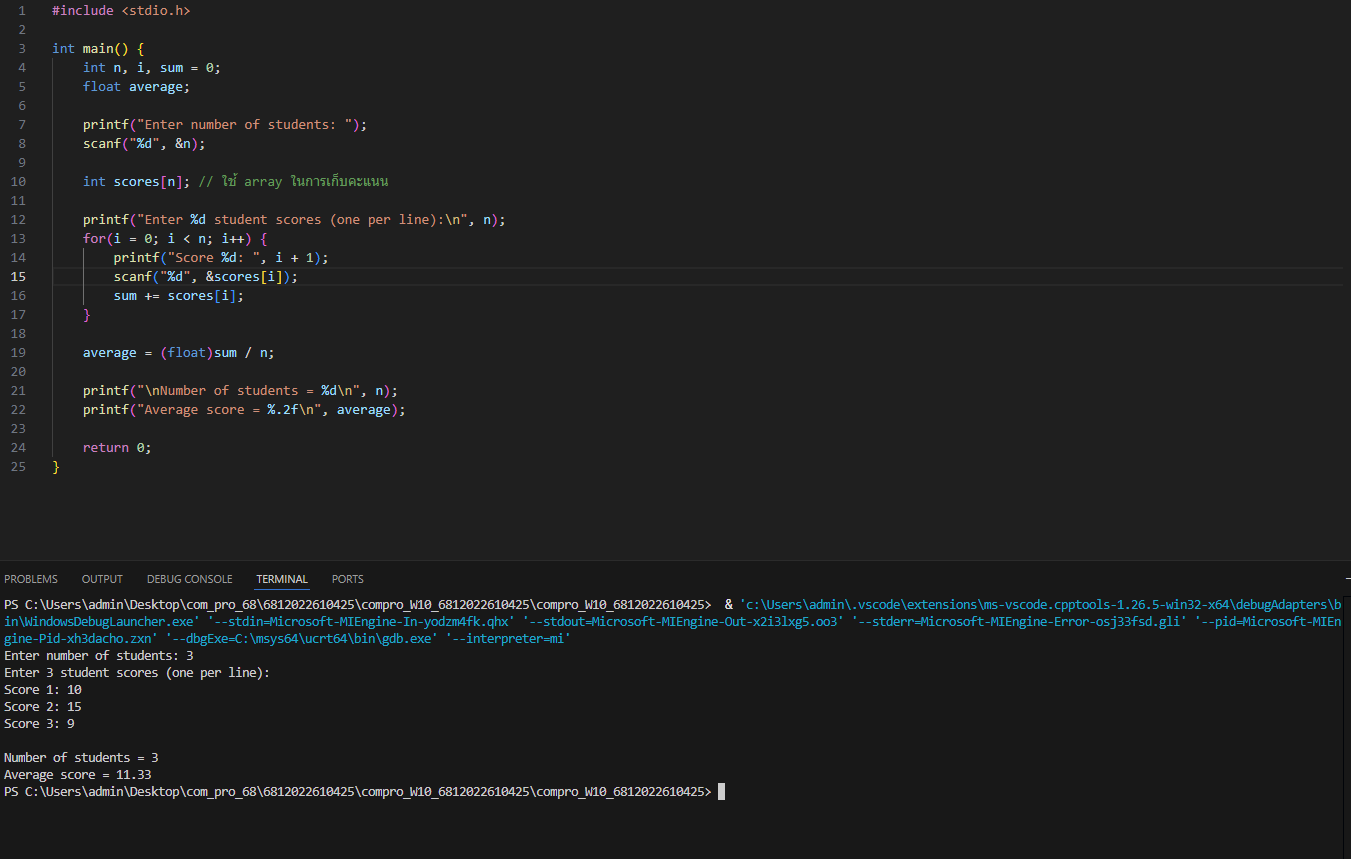 1 #include <stdio.h>
2
3 int main() {
4 int n, i, sum = 0;
5 float average;
6
7 printf("Enter number of students: ");
8 scanf("%d", &n);
9
10 int scores[n]; // ใช้ array ในการเก็บคะแนน
11
12 printf("Enter %d student scores (one per line):\n", n);
13 for(i = 0; i < n; i++) {
14 printf("Score %d: ", i + 1);
15 scanf("%d", &scores[i]);
16 sum += scores[i];
17 }
18
19 average = (float)sum / n;
20
21 printf("\nNumber of students = %d\n", n);
22 printf("Average score = %.2f\n", average);
23
24 return 0;
25 }
PROBLEMS OUTPUT DEBUG CONSOLE TERMINAL PORTS
PS C:\Users\admin\Desktop\com_pro_68\6812022610425\compro_W10_6812022610425\compro_W10_6812022610425> & 'c:\Users\admin\.vscode\extensions\ms-vscode.cpptools-1.26.5-win32-x64\debugAdapters\b
in\WindowsDebugLauncher.exe' '--stdin=Microsoft-MIEngine-In-yodzm4fk.qhx' '--stdout=Microsoft-MIEngine-Out-x2i3lxg5.oo3' '--stderr=Microsoft-MIEngine-Error-osj33fsd.gli' '--pid=Microsoft-MIEn
gine-Pid-xh3dacho.zxn' '--dbgExe=C:\msys64\ucrt64\bin\gdb.exe' '--interpreter=mi'
Enter number of students: 3
Enter 3 student scores (one per line):
Score 1: 10
Score 2: 15
Score 3: 9
Number of students = 3
Average score = 11.33
PS C:\Users\admin\Desktop\com_pro_68\6812022610425\compro_W10_6812022610425\compro_W10_6812022610425>